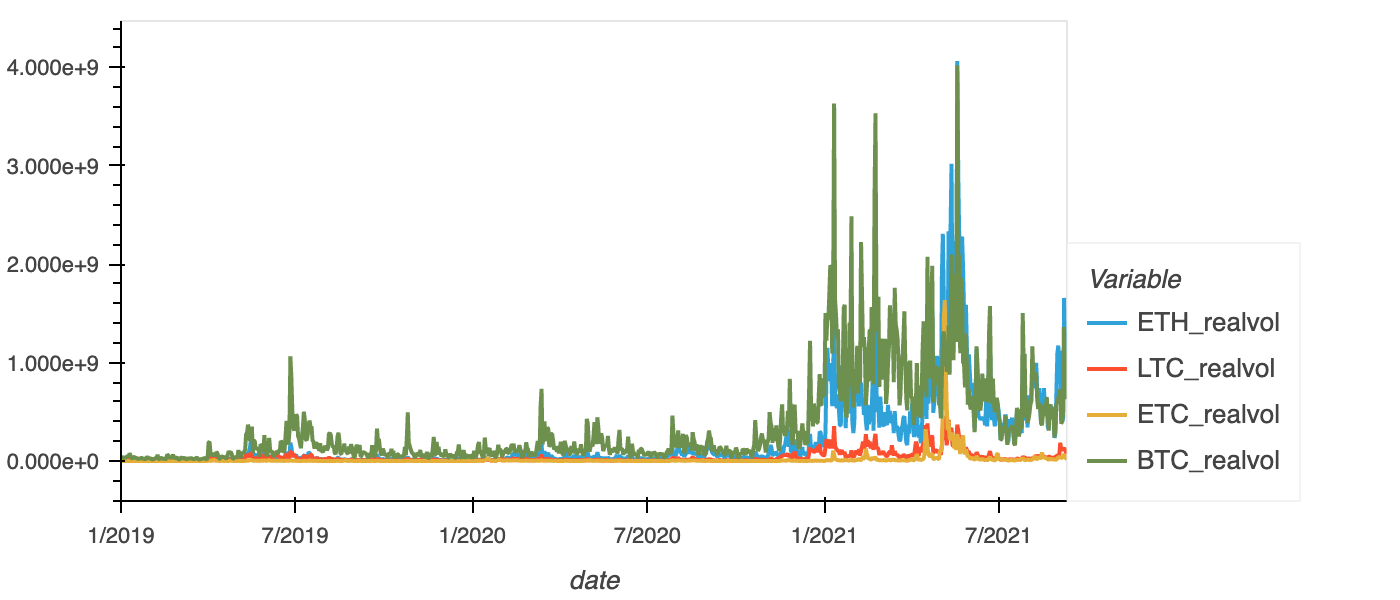 4.000e+9
3.000e+9
2.000e+9
1.000e+9
0.000e+0
1/2019
7/2019
1/2020
7/2020
1/2021
7/2021
date
Variable
ETH_realvol
LTC_realvol
ETC_realvol
BTC_realvol